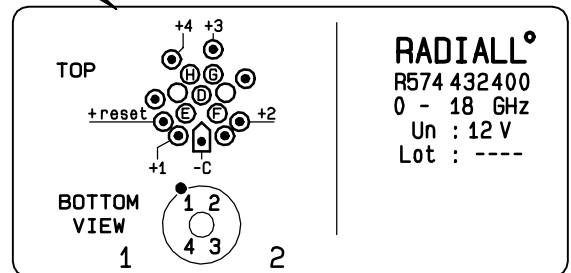 +4 +3
TOP
H G
D
+reset E F +2
+1 -C
BOTTOM
VIEW
1 2
4 3
1 2
RADIALL°
R574 432400
0 - 18 GHz
Un : 12 V
Lot : ----